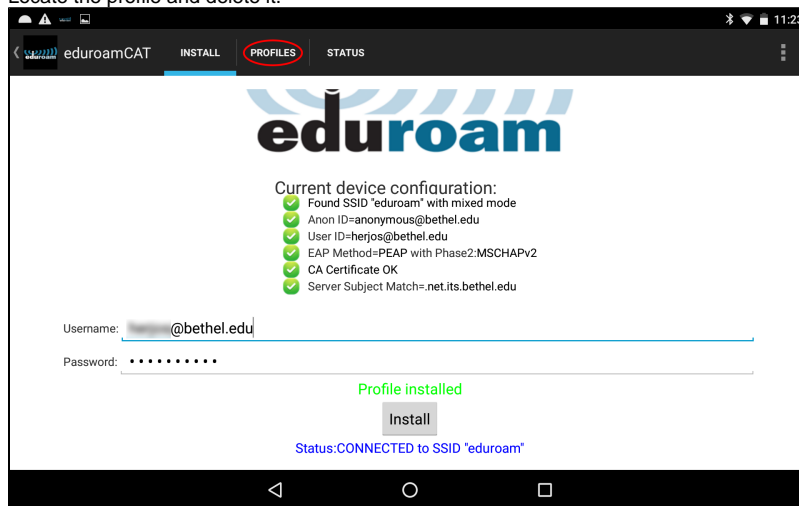 Locate the profile and delete it.
11:23
eduroam eduroamCAT INSTALL PROFILES STATUS
eduroam
Current device configuration:
Found SSID "eduroam" with mixed mode
Anon ID=anonymous@bethel.edu
User ID=herjos@bethel.edu
EAP Method=PEAP with Phase2:MSCHAPv2
CA Certificate OK
Server Subject Match=.net.its.bethel.edu
Username: @bethel.edu
Password: ••••••••••
Profile installed
Install
Status:CONNECTED to SSID "eduroam"